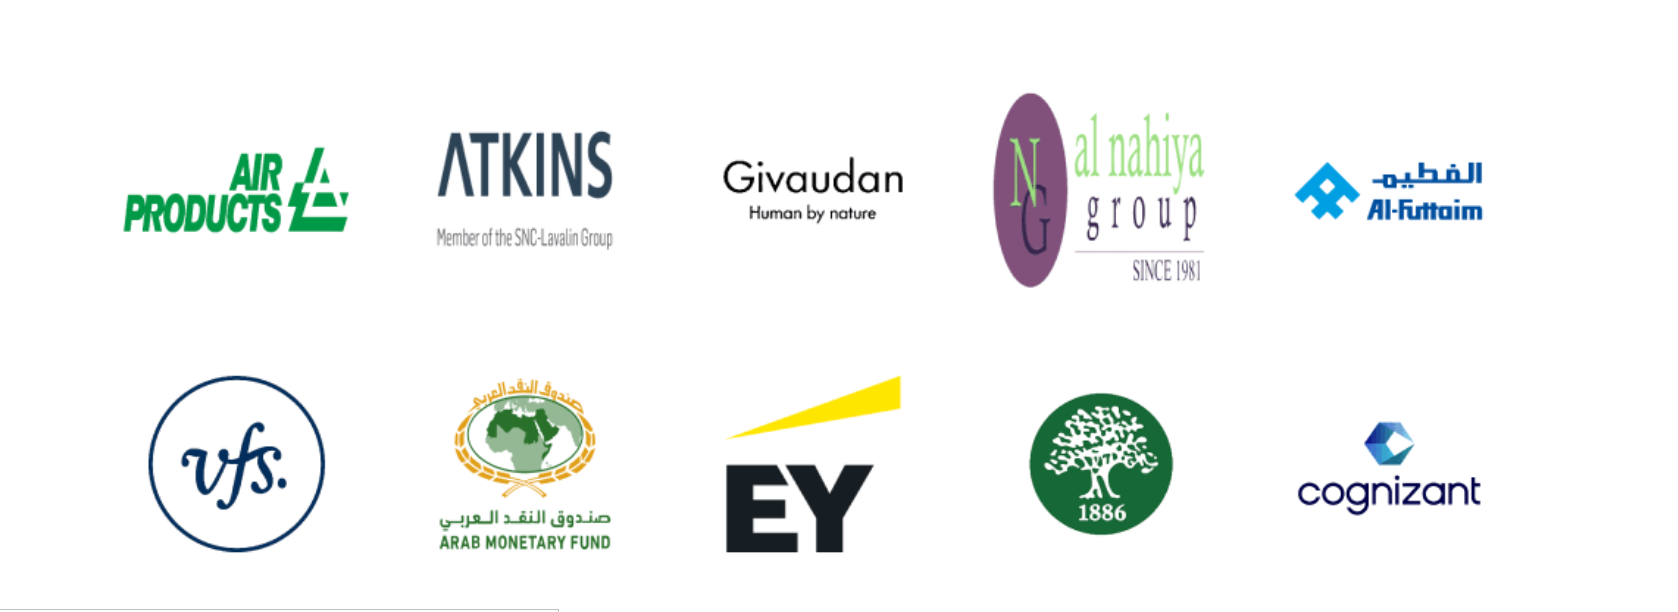 AIR
PRODUCTS
ATKINS
Member of the SNC-Lavalin Group
Givaudan
Human by nature
NG
al nahiya
group
SINCE 1981
الفطيم
Al-Futtaim
vfs.
صندوق النقد العربي
صندوق النقد العربي
ARAB MONETARY FUND
EY
1886
cognizant